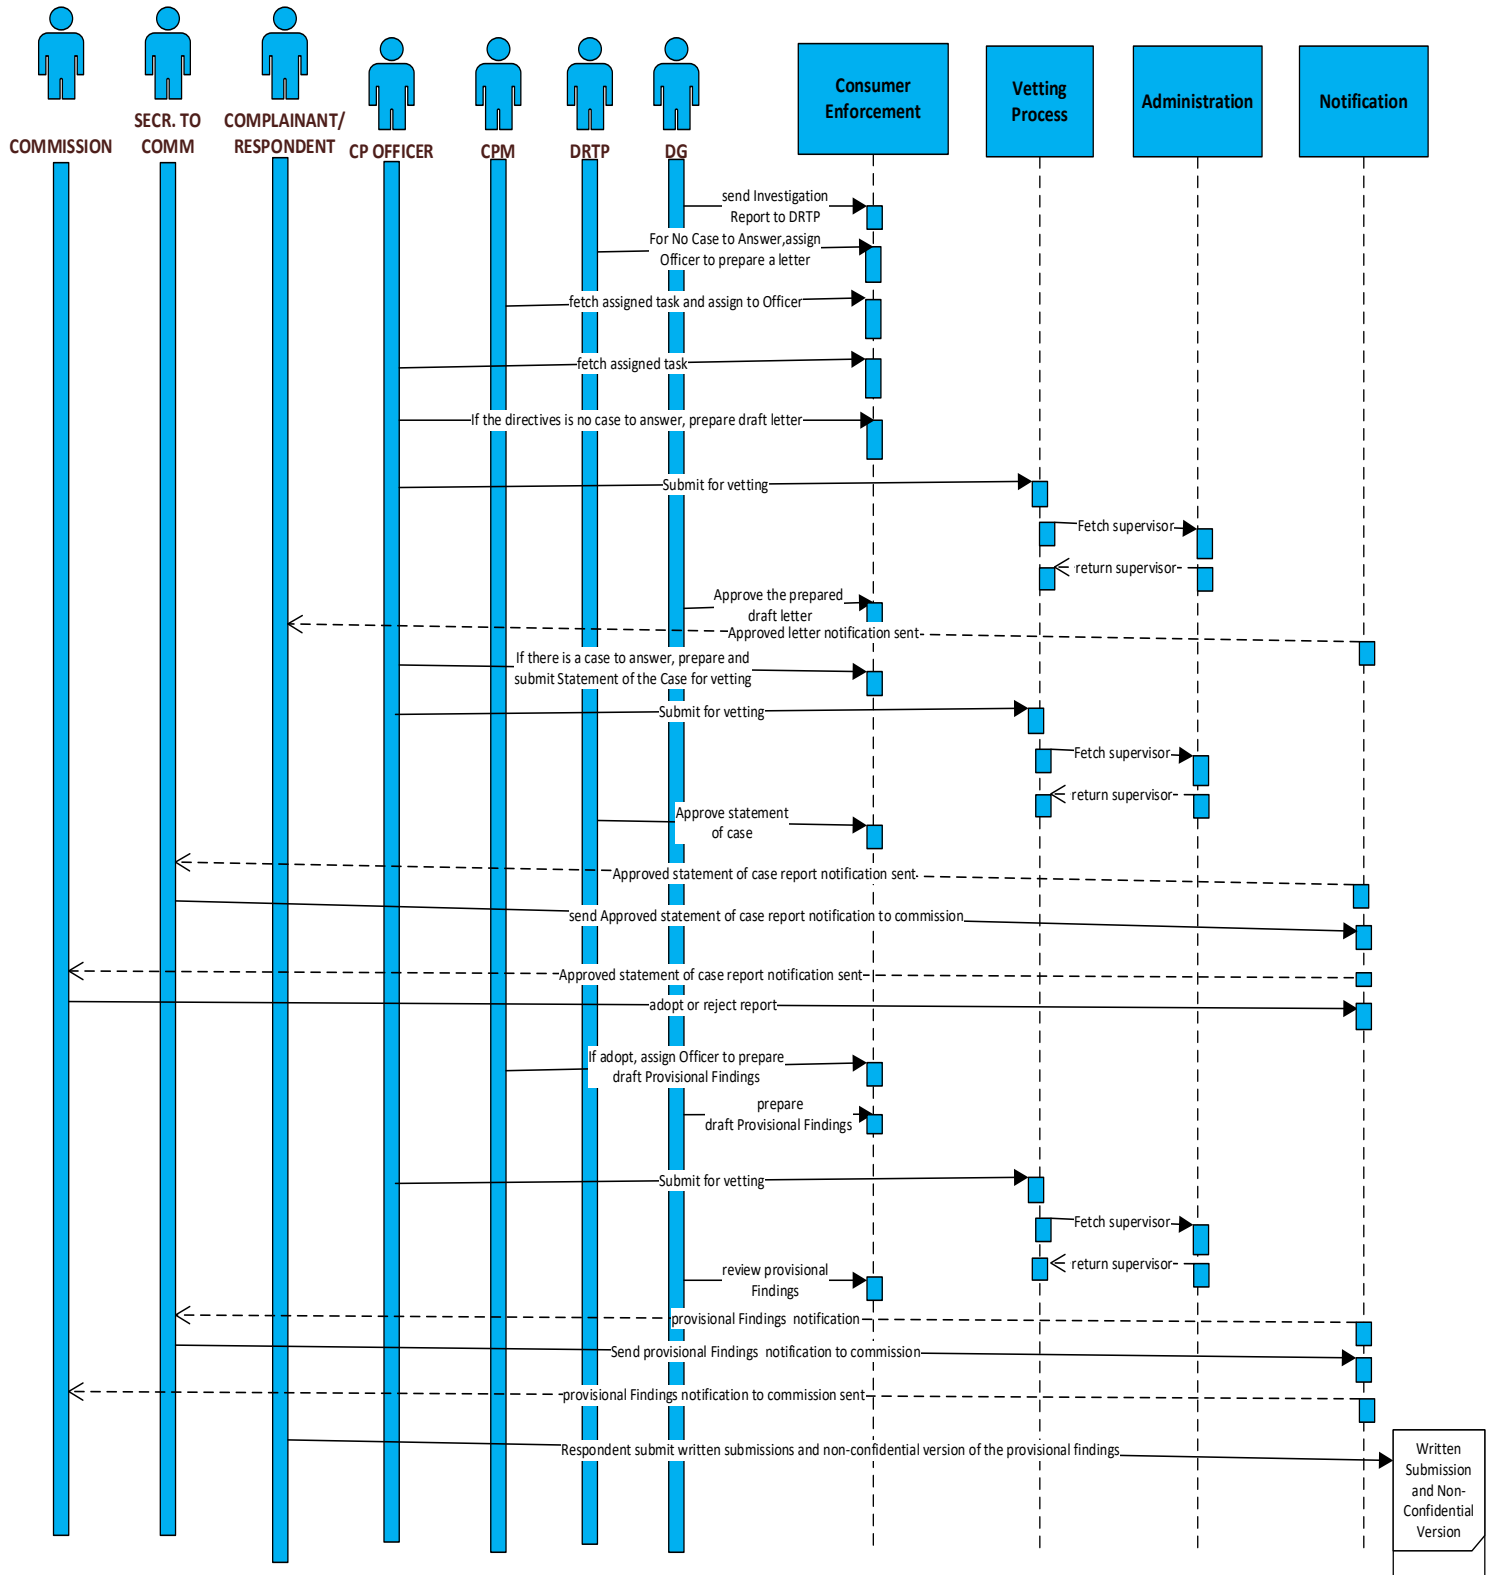 COMMISSION
SECR. TO
COMM
COMPLAINANT/
RESPONDENT
CP OFFICER
CPM
DRTP
DG
Consumer
Enforcement
Vetting
Process
Administration
Notification
send Investigation
Report to DRTP
For No Case to Answer,assign
Officer to prepare a letter
fetch assigned task and assign to Officer
fetch assigned task
If the directives is no case to answer, prepare draft letter
Submit for vetting
Fetch supervisor
return supervisor
Approve the prepared
draft letter
Approved letter notification sent
If there is a case to answer, prepare and
submit Statement of the Case for vetting
Submit for vetting
Fetch supervisor
return supervisor
Approve statement
of case
Approved statement of case report notification sent
send Approved statement of case report notification to commission
Approved statement of case report notification sent
adopt or reject report
If adopt, assign Officer to prepare
draft Provisional Findings
prepare
draft Provisional Findings
Submit for vetting
Fetch supervisor
return supervisor
review provisional
Findings
provisional Findings notification
Send provisional Findings notification to commission
provisional Findings notification to commission sent
Respondent submit written submissions and non-confidential version of the provisional findings
Written
Submission
and Non-
Confidential
Version